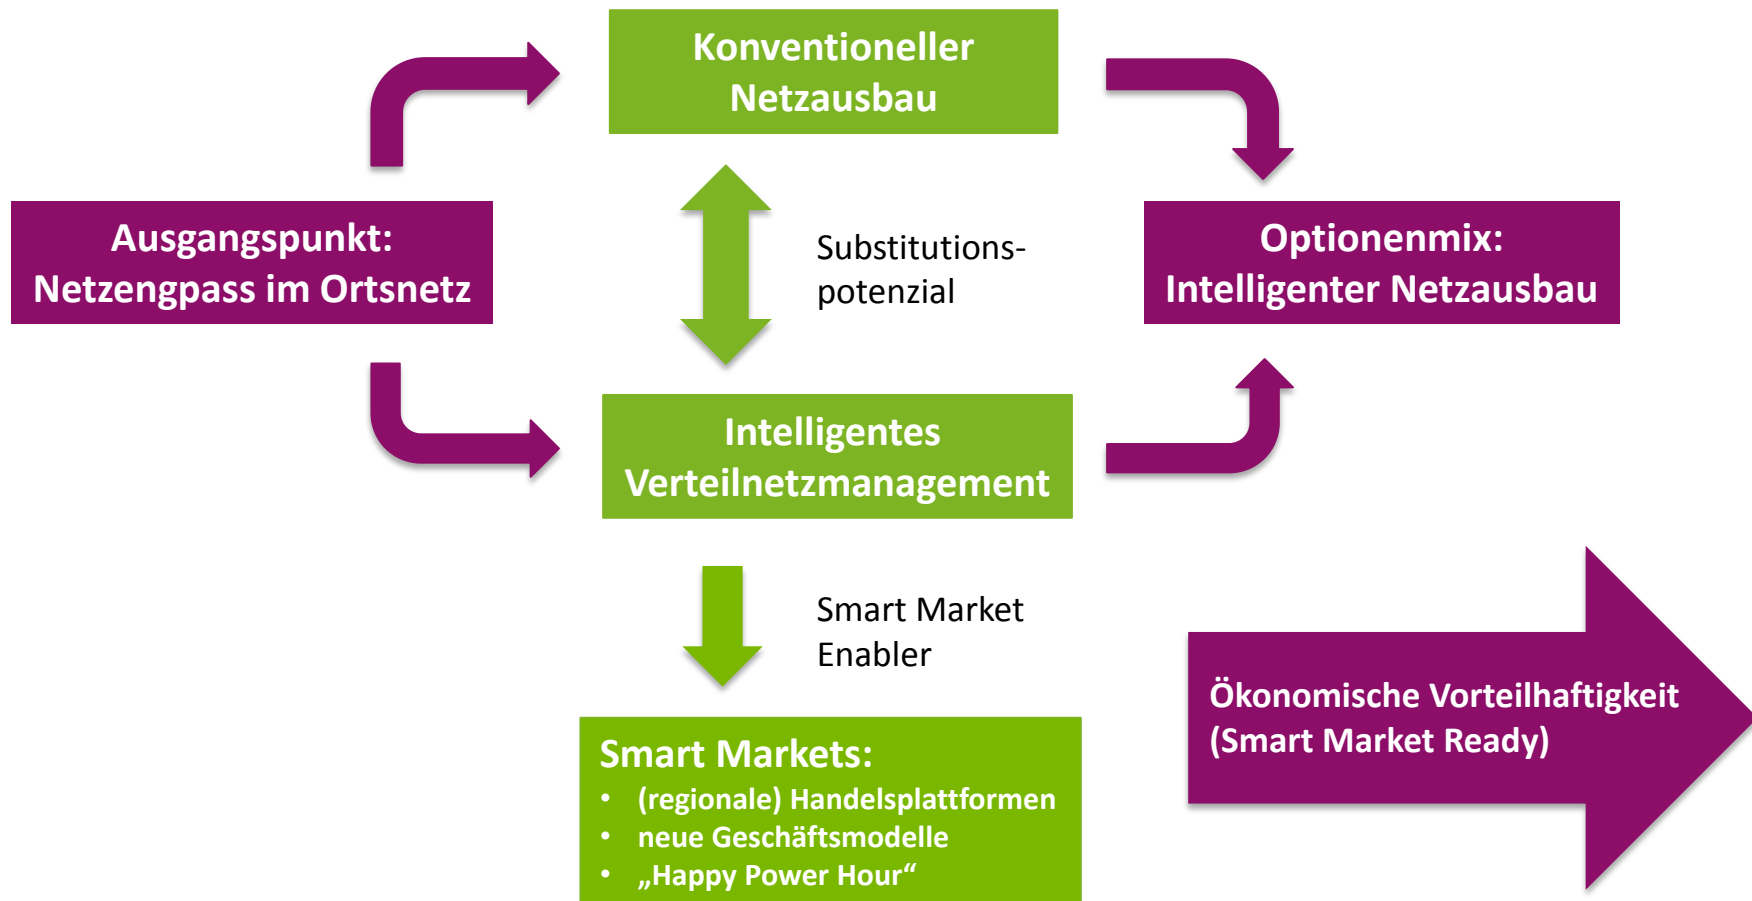 Konventioneller
Netzausbau
Ausgangspunkt:
Netzengpass im Ortsnetz
Substitutions-
potenzial
Optionenmix:
Intelligenter Netzausbau
Intelligentes
Verteilnetzmanagement
Smart Market
Enabler
Ökonomische Vorteilhaftigkeit
(Smart Market Ready)
Smart Markets:
• (regionale) Handelsplattformen
• neue Geschäftsmodelle
• „Happy Power Hour“